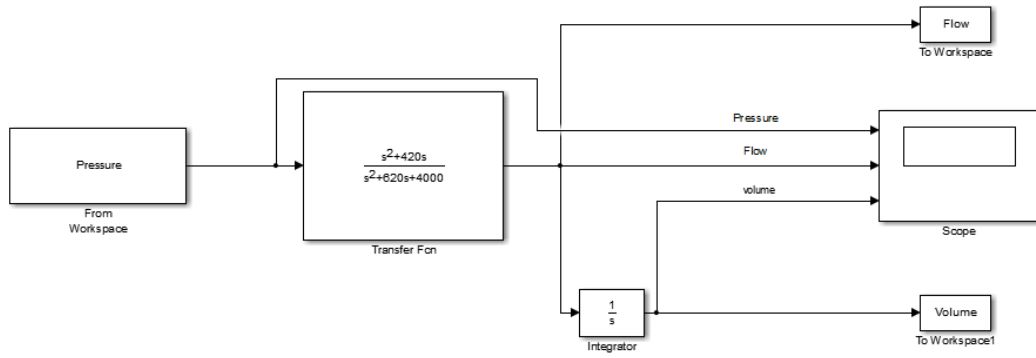 Flow
To Workspace
Pressure
Pressure
From
Workspace
s²+420s
s²+620s+4000
Transfer Fcn
Flow
volume
Scope
1
s
Integrator
Volume
To Workspace1